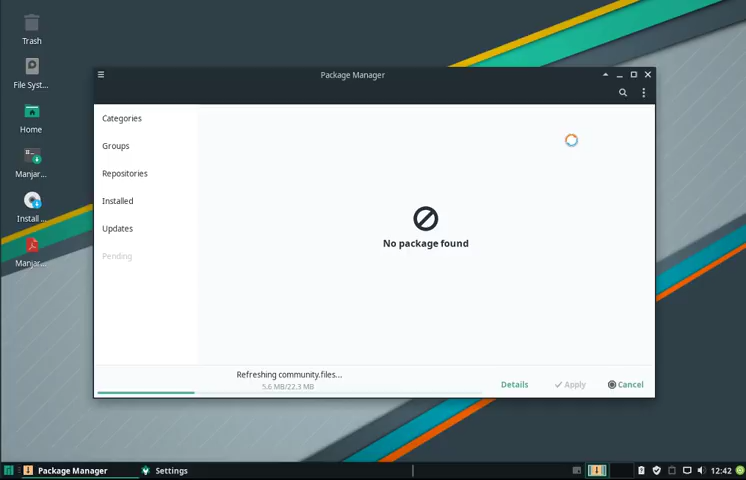 Trash
File Syst...
Home
Manjar...
Install ...
Manjar...
Package Manager
Categories
Groups
Repositories
Installed
Updates
Pending
No package found
Refreshing community.files...
5.6 MB/22.3 MB
Details
Apply
Cancel
Package Manager
Settings
12:42